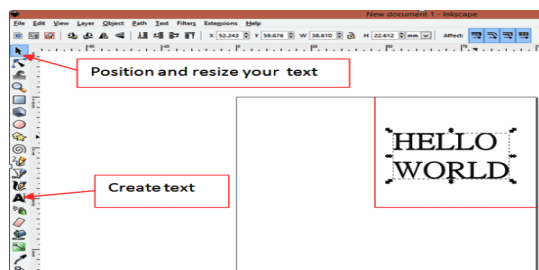 New document 1 - Inkscape
File Edit View Layer Object Path Text Filters Extensions Help
X 52.243 Y 59.676 W 38.610 H 22.612 mm Affect:
Position and resize your text
HELLO
WORLD
Create text